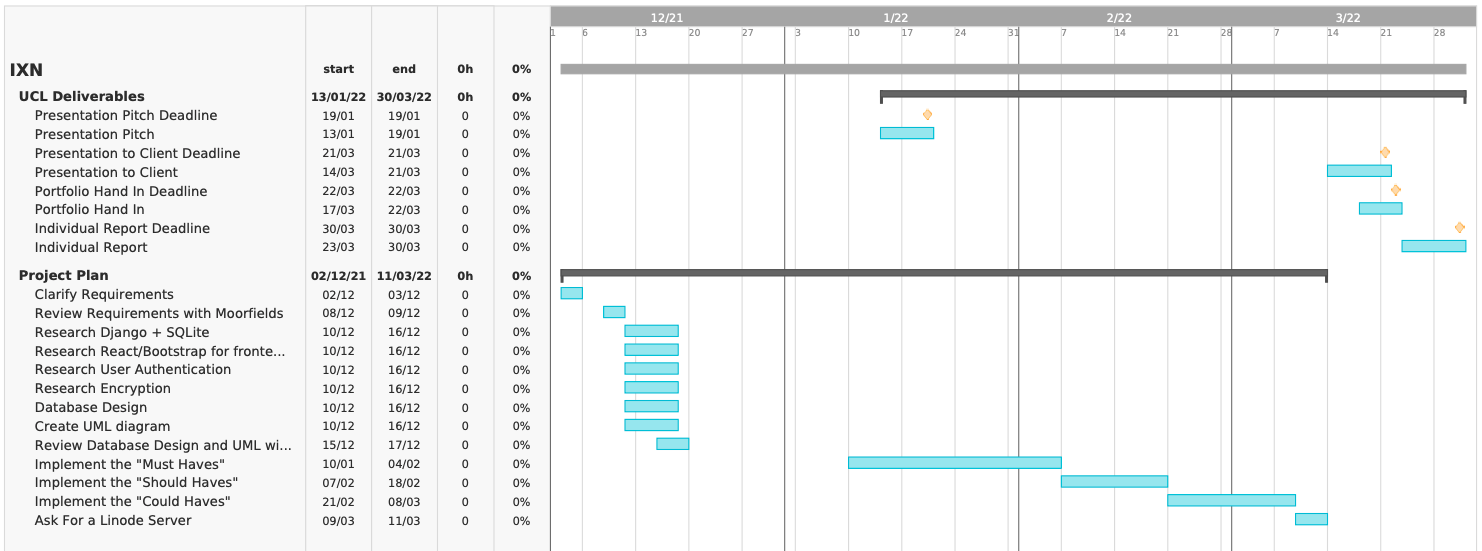 12/21 1/22 2/22 3/22
1 6 13 20 27 3 10 17 24 31 7 14 21 28 7 14 21 28
IXN start end 0h 0%
UCL Deliverables 13/01/22 30/03/22 0h 0%
Presentation Pitch Deadline 19/01 19/01 0 0%
Presentation Pitch 13/01 19/01 0 0%
Presentation to Client Deadline 21/03 21/03 0 0%
Presentation to Client 14/03 21/03 0 0%
Portfolio Hand In Deadline 22/03 22/03 0 0%
Portfolio Hand In 17/03 22/03 0 0%
Individual Report Deadline 30/03 30/03 0 0%
Individual Report 23/03 30/03 0 0%
Project Plan 02/12/21 11/03/22 0h 0%
Clarify Requirements 02/12 03/12 0 0%
Review Requirements with Moorfields 08/12 09/12 0 0%
Research Django + SQLite 10/12 16/12 0 0%
Research React/Bootstrap for fronte... 10/12 16/12 0 0%
Research User Authentication 10/12 16/12 0 0%
Research Encryption 10/12 16/12 0 0%
Database Design 10/12 16/12 0 0%
Create UML diagram 10/12 16/12 0 0%
Review Database Design and UML wi... 15/12 17/12 0 0%
Implement the "Must Haves" 10/01 04/02 0 0%
Implement the "Should Haves" 07/02 18/02 0 0%
Implement the "Could Haves" 21/02 08/03 0 0%
Ask For a Linode Server 09/03 11/03 0 0%